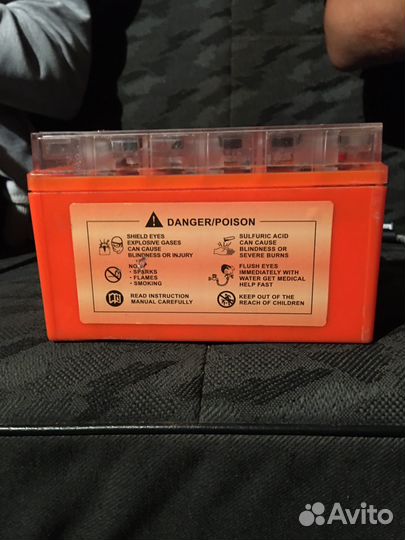 DANGER/POISON
SHIELD EYES
EXPLOSIVE GASES
CAN CAUSE
BLINDNESS OR INJURY
NO
· SPARKS
· FLAMES
· SMOKING
READ INSTRUCTION
MANUAL CAREFULLY
SULFURIC ACID
CAN CAUSE
BLINDNESS OR
SEVERE BURNS
FLUSH EYES
IMMEDIATELY WITH
WATER GET MEDICAL
HELP FAST
KEEP OUT OF THE
REACH OF CHILDREN
Avito